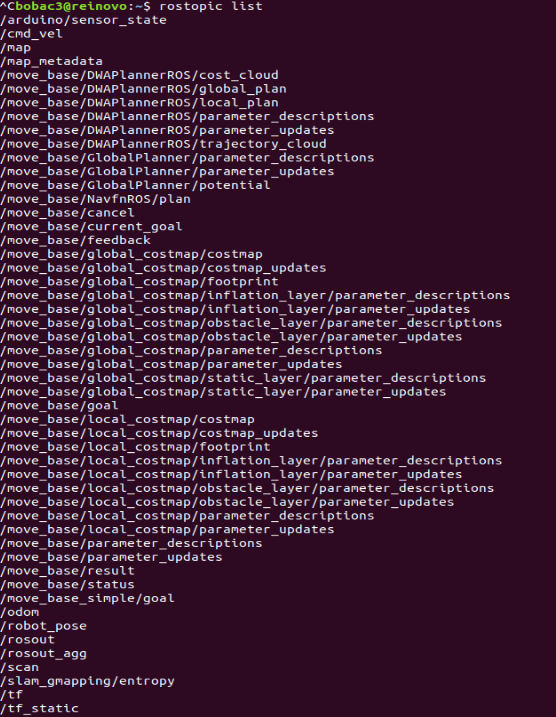 ^Cbobac3@reinovo:~$ rostopic list
/arduino/sensor_state
/cmd_vel
/map
/map_metadata
/move_base/DWAPlannerROS/cost_cloud
/move_base/DWAPlannerROS/global_plan
/move_base/DWAPlannerROS/local_plan
/move_base/DWAPlannerROS/parameter_descriptions
/move_base/DWAPlannerROS/parameter_updates
/move_base/DWAPlannerROS/trajectory_cloud
/move_base/GlobalPlanner/parameter_descriptions
/move_base/GlobalPlanner/parameter_updates
/move_base/GlobalPlanner/potential
/move_base/NavfnROS/plan
/move_base/cancel
/move_base/current_goal
/move_base/feedback
/move_base/global_costmap/costmap
/move_base/global_costmap/costmap_updates
/move_base/global_costmap/footprint
/move_base/global_costmap/inflation_layer/parameter_descriptions
/move_base/global_costmap/inflation_layer/parameter_updates
/move_base/global_costmap/obstacle_layer/parameter_descriptions
/move_base/global_costmap/obstacle_layer/parameter_updates
/move_base/global_costmap/parameter_descriptions
/move_base/global_costmap/parameter_updates
/move_base/global_costmap/static_layer/parameter_descriptions
/move_base/global_costmap/static_layer/parameter_updates
/move_base/goal
/move_base/local_costmap/costmap
/move_base/local_costmap/costmap_updates
/move_base/local_costmap/footprint
/move_base/local_costmap/inflation_layer/parameter_descriptions
/move_base/local_costmap/inflation_layer/parameter_updates
/move_base/local_costmap/obstacle_layer/parameter_descriptions
/move_base/local_costmap/obstacle_layer/parameter_updates
/move_base/local_costmap/parameter_descriptions
/move_base/local_costmap/parameter_updates
/move_base/parameter_descriptions
/move_base/parameter_updates
/move_base/result
/move_base/status
/move_base_simple/goal
/odom
/robot_pose
/rosout
/rosout_agg
/scan
/slam_gmapping/entropy
/tf
/tf_static